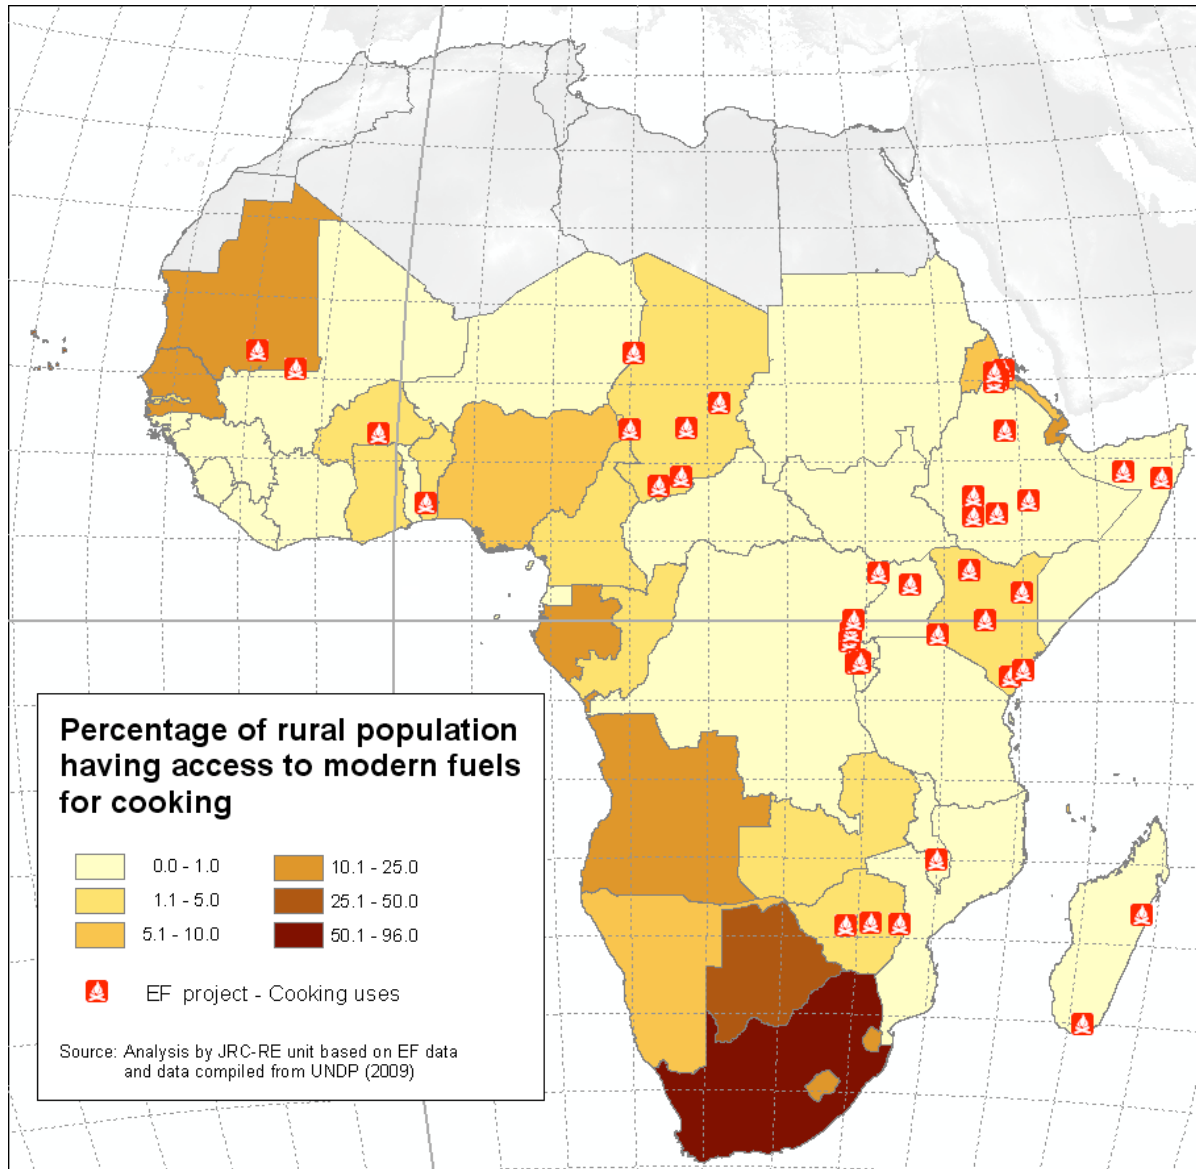 Percentage of rural population
having access to modern fuels
for cooking
0.0 - 1.0
10.1 - 25.0
1.1 - 5.0
25.1 - 50.0
5.1 - 10.0
50.1 - 96.0
EF project - Cooking uses
Source: Analysis by JRC-RE unit based on EF data
and data compiled from UNDP (2009)